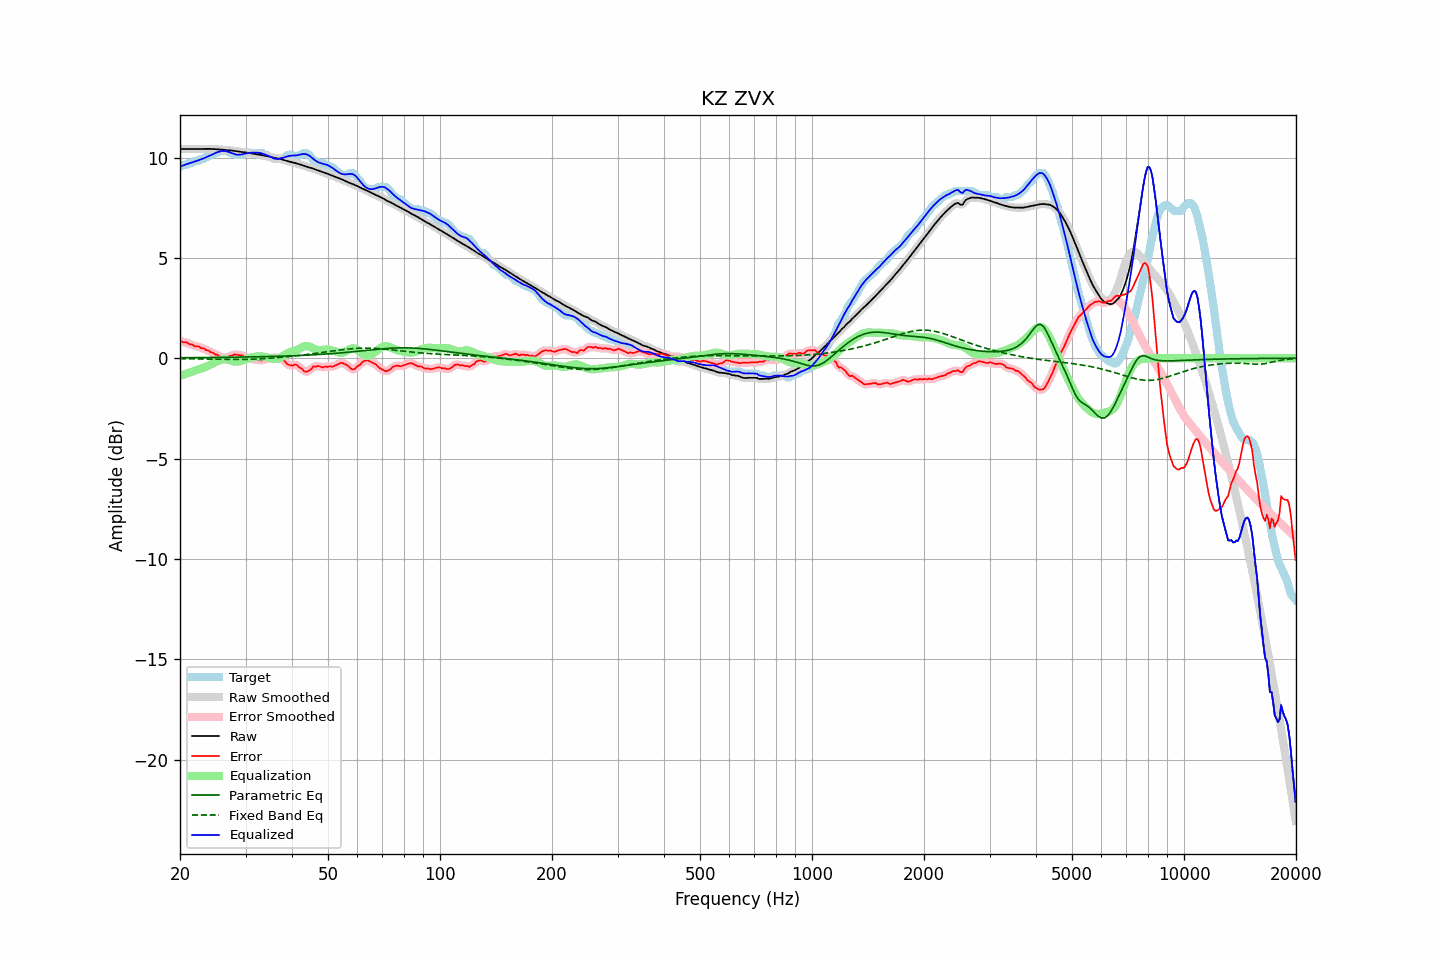 KZ ZVX
Amplitude (dBr)
10
5
0
−5
−10
−15
−20
Target
Raw Smoothed
Error Smoothed
Raw
Error
Equalization
Parametric Eq
Fixed Band Eq
Equalized
20 50 100 200 500 1000 2000 5000 10000 20000
Frequency (Hz)